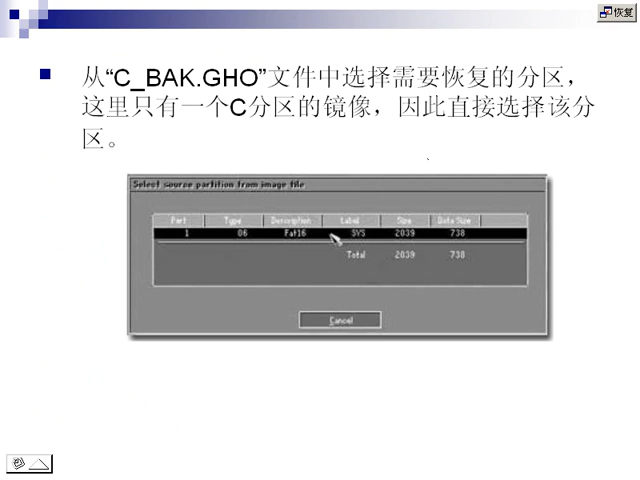 恢复
从“C_BAK.GHO”文件中选择需要恢复的分区，
这里只有一个C分区的镜像，因此直接选择该分
区。
Select source partition from image file
Part Type Description Label Size Data Size
1 06 Fat16 SYS 2039 738
Total 2039 738
Cancel